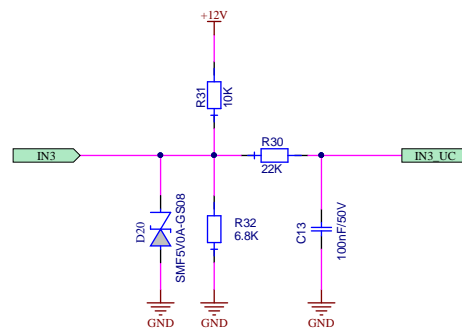 +12V
R31
10K
IN3
R30
22K
IN3_UC
D20
SMF5V0A-GS08
R32
6.8K
C13
100nF/50V
GND
GND
GND